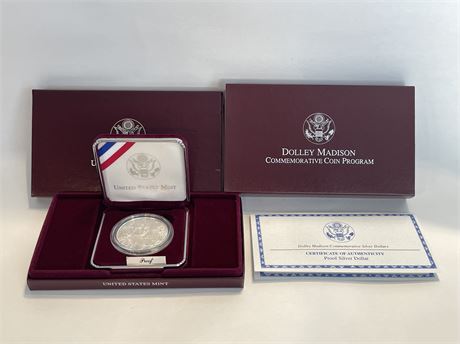 U
DOLLEY MADISON
COMMEMORATIVE COIN PROGRAM
UNITED STATES MINT
Proof
UNITED STATES MINT
Dolley Madison Commemorative Silver Dollars
CERTIFICATE OF AUTHENTICITY
Proof Silver Dollar